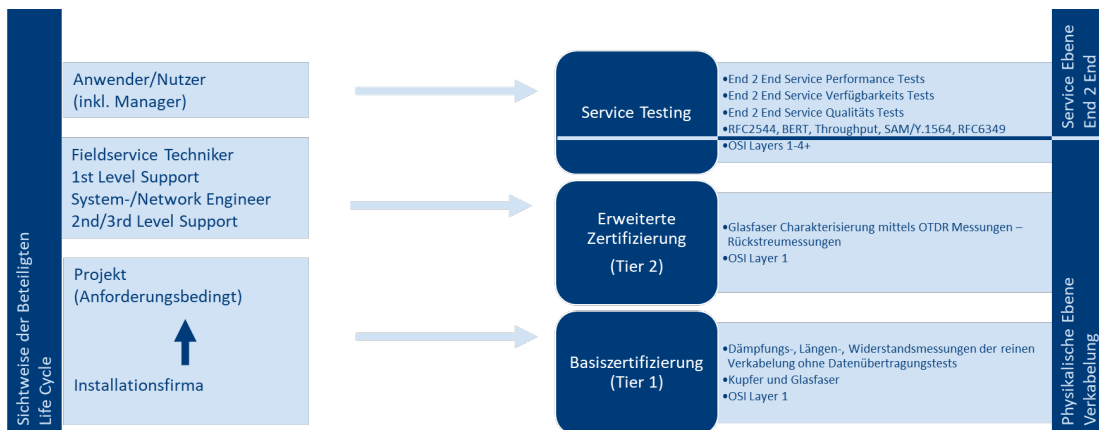 Sichtweise der Beteiligten
Life Cycle
Anwender/Nutzer
(inkl. Manager)
Fieldservice Techniker
1st Level Support
System-/Network Engineer
2nd/3rd Level Support
Projekt
(Anforderungsbedingt)
Installationsfirma
Service Testing
•End 2 End Service Performance Tests
•End 2 End Service Verfügbarkeits Tests
•End 2 End Service Qualitäts Tests
•RFC2544, BERT, Throughput, SAM/Y.1564, RFC6349
•OSI Layers 1-4+
Erweiterte
Zertifizierung
(Tier 2)
•Glasfaser Charakterisierung mittels OTDR Messungen –
Rückstreumessungen
•OSI Layer 1
Basiszertifizierung
(Tier 1)
•Dämpfungs-, Längen-, Widerstandsmessungen der reinen
Verkabelung ohne Datenübertragungstests
•Kupfer und Glasfaser
•OSI Layer 1
Service Ebene
End 2 End
Physikalische Ebene
Verkabelung